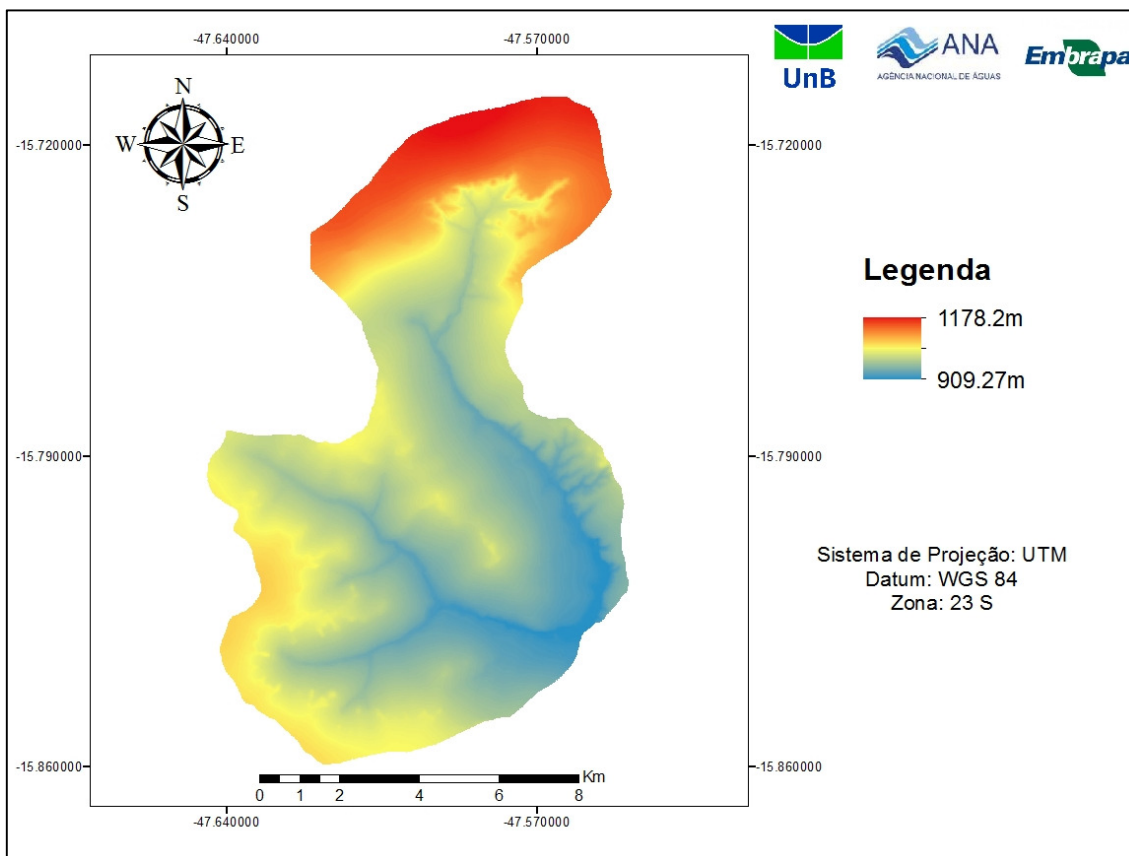 -47.640000
-47.570000
UnB
ANA
AGÊNCIA NACIONAL DE ÁGUAS
Embrapa
N
W E
S
-15.720000
-15.720000
Legenda
1178.2m
909.27m
-15.790000
-15.790000
Sistema de Projeção: UTM
Datum: WGS 84
Zona: 23 S
-15.860000
-15.860000
Km
0 1 2 4 6 8
-47.640000
-47.570000